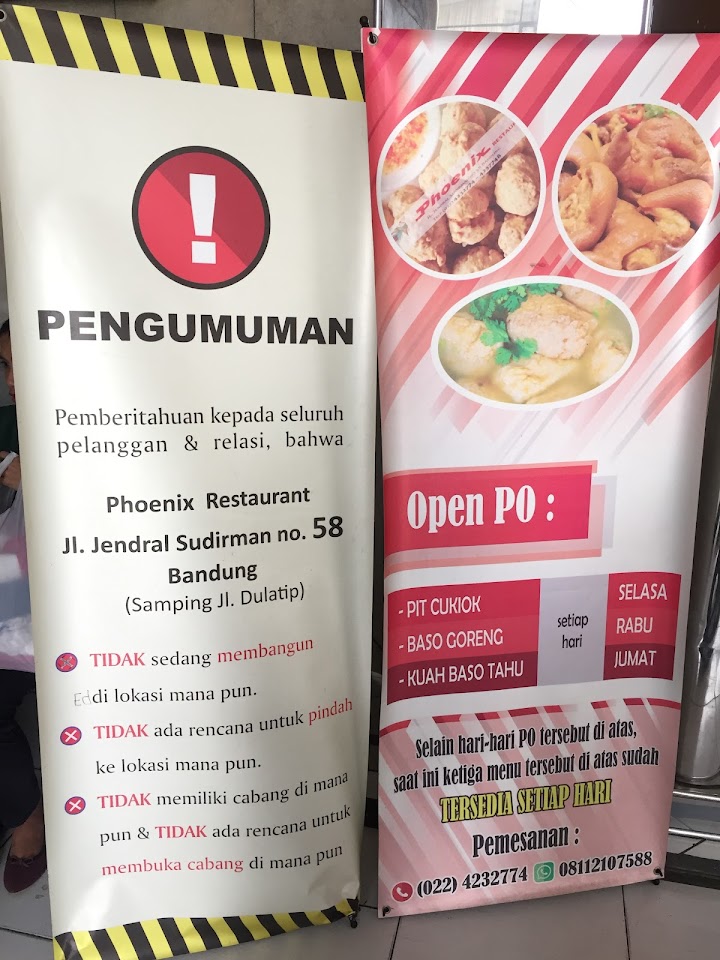 !
PENGUMUMAN
Pemberitahuan kepada seluruh
pelanggan & relasi, bahwa
Phoenix Restaurant
Jl. Jendral Sudirman no. 58
Bandung
(Samping Jl. Dulatip)
TIDAK sedang membangun
di lokasi mana pun.
TIDAK ada rencana untuk pindah
ke lokasi mana pun.
TIDAK memiliki cabang di mana
pun & TIDAK ada rencana untuk
membuka cabang di mana pun
Phoenix
Open PO :
- PIT CUKIOK
- BASO GORENG
- KUAH BASO TAHU
setiap
hari
SELASA
RABU
JUMAT
Selain hari-hari PO tersebut di atas,
saat ini ketiga menu tersebut di atas sudah
TERSEDIA SETIAP HARI
Pemesanan :
(022) 4232774 08112107588